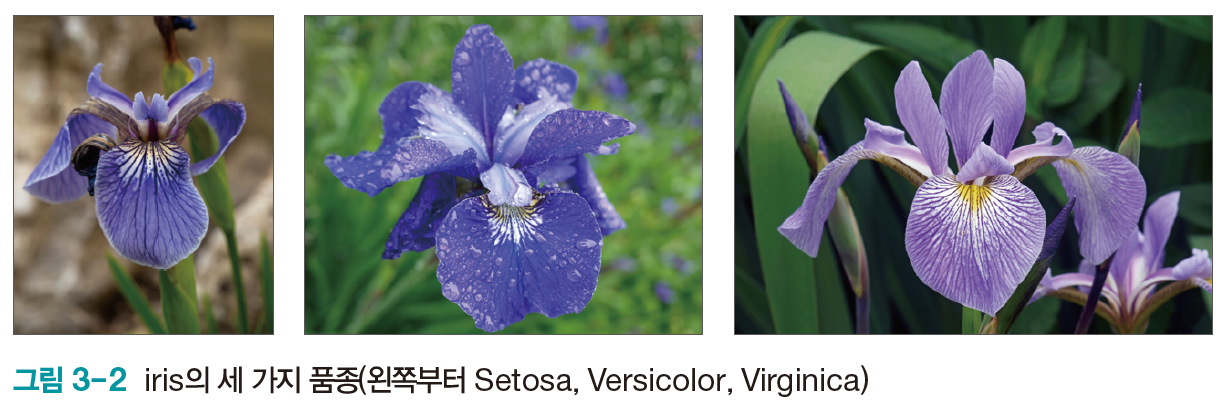 그림 3-2 iris의 세 가지 품종(왼쪽부터 Setosa, Versicolor, Virginica)